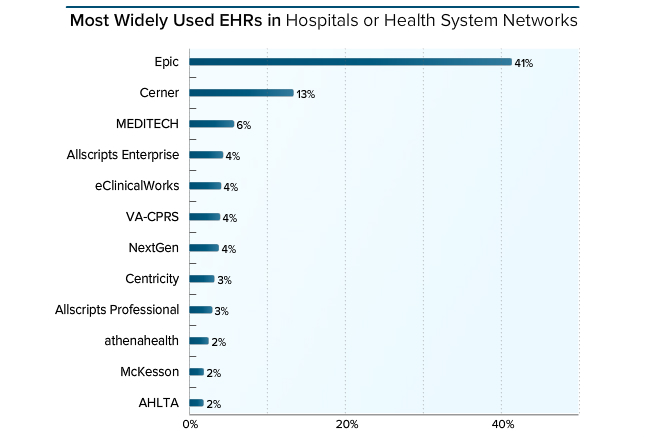 Most Widely Used EHRs in Hospitals or Health System Networks
Epic 41%
Cerner 13%
MEDITECH 6%
Allscripts Enterprise 4%
eClinicalWorks 4%
VA-CPRS 4%
NextGen 4%
Centricity 3%
Allscripts Professional 3%
athenahealth 2%
McKesson 2%
AHLTA 2%
0% 20% 40%